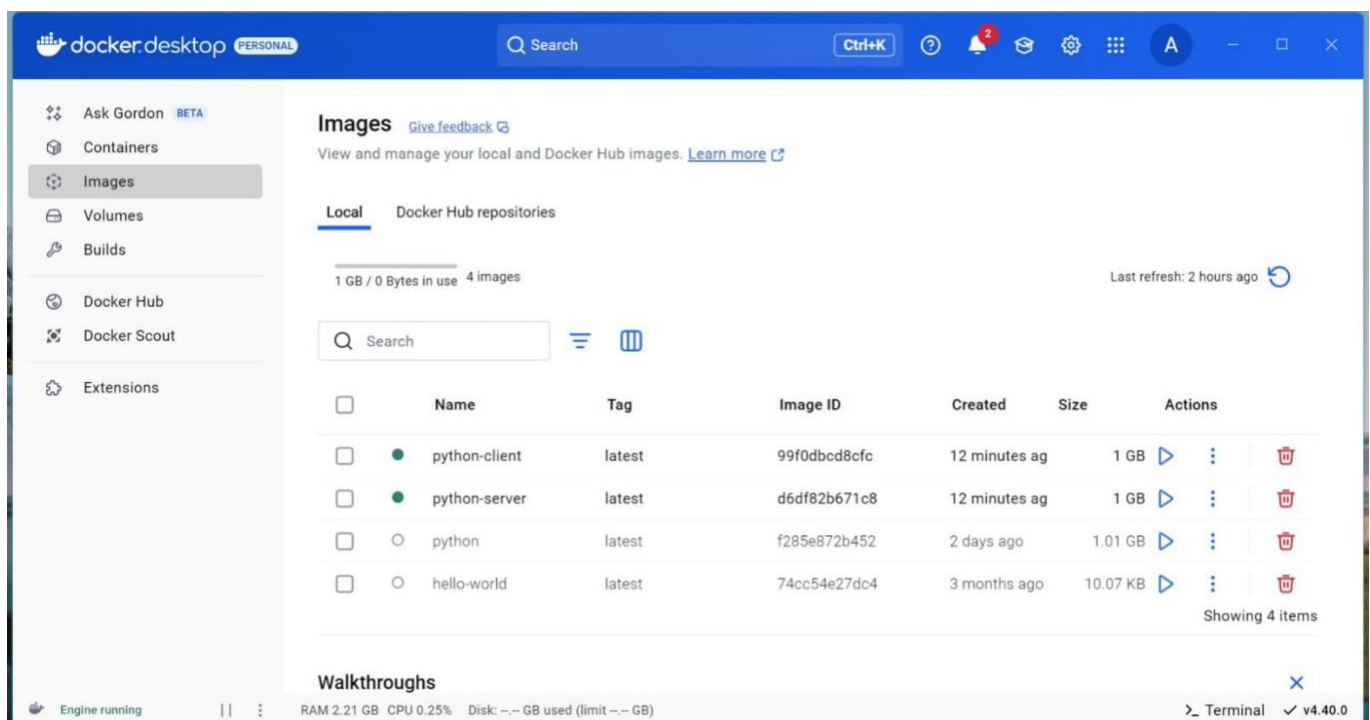 docker.desktop PERSONAL Search Ctrl+K 2 A
Ask Gordon BETA
Containers
Images
Volumes
Builds
Docker Hub
Docker Scout
Extensions
Images Give feedback
View and manage your local and Docker Hub images. Learn more
Local Docker Hub repositories
1 GB / 0 Bytes in use 4 images Last refresh: 2 hours ago
Search
Name Tag Image ID Created Size Actions
python-client latest 99f0dbcd8cfc 12 minutes ag 1 GB
python-server latest d6df82b671c8 12 minutes ag 1 GB
python latest f285e872b452 2 days ago 1.01 GB
hello-world latest 74cc54e27dc4 3 months ago 10.07 KB
Showing 4 items
Walkthroughs
Engine running RAM 2.21 GB CPU 0.25% Disk: --.-- GB used (limit --.-- GB) >_ Terminal v4.40.0